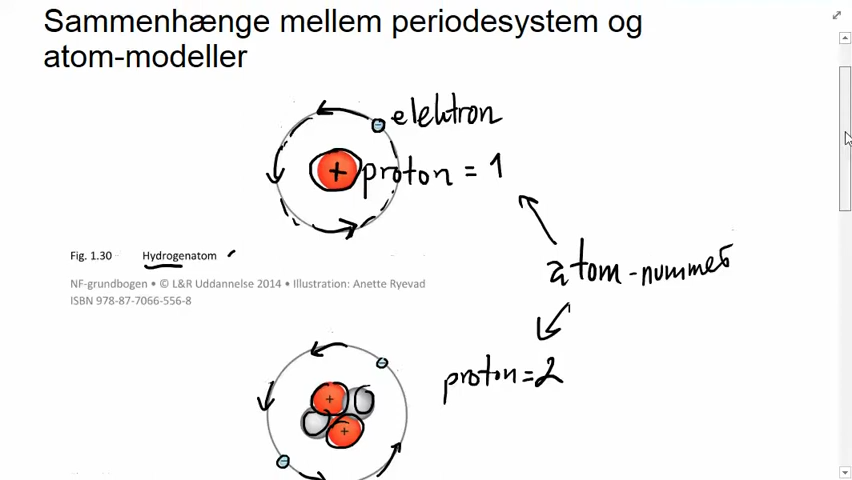 Sammenhænge mellem periodesystem og
atom-modeller
elektron
+ proton = 1
Fig. 1.30 Hydrogenatom
atom-nummer
NF-grundbogen • © L&R Uddannelse 2014 • Illustration: Anette Ryevad
ISBN 978-87-7066-556-8
proton = 2
+
+